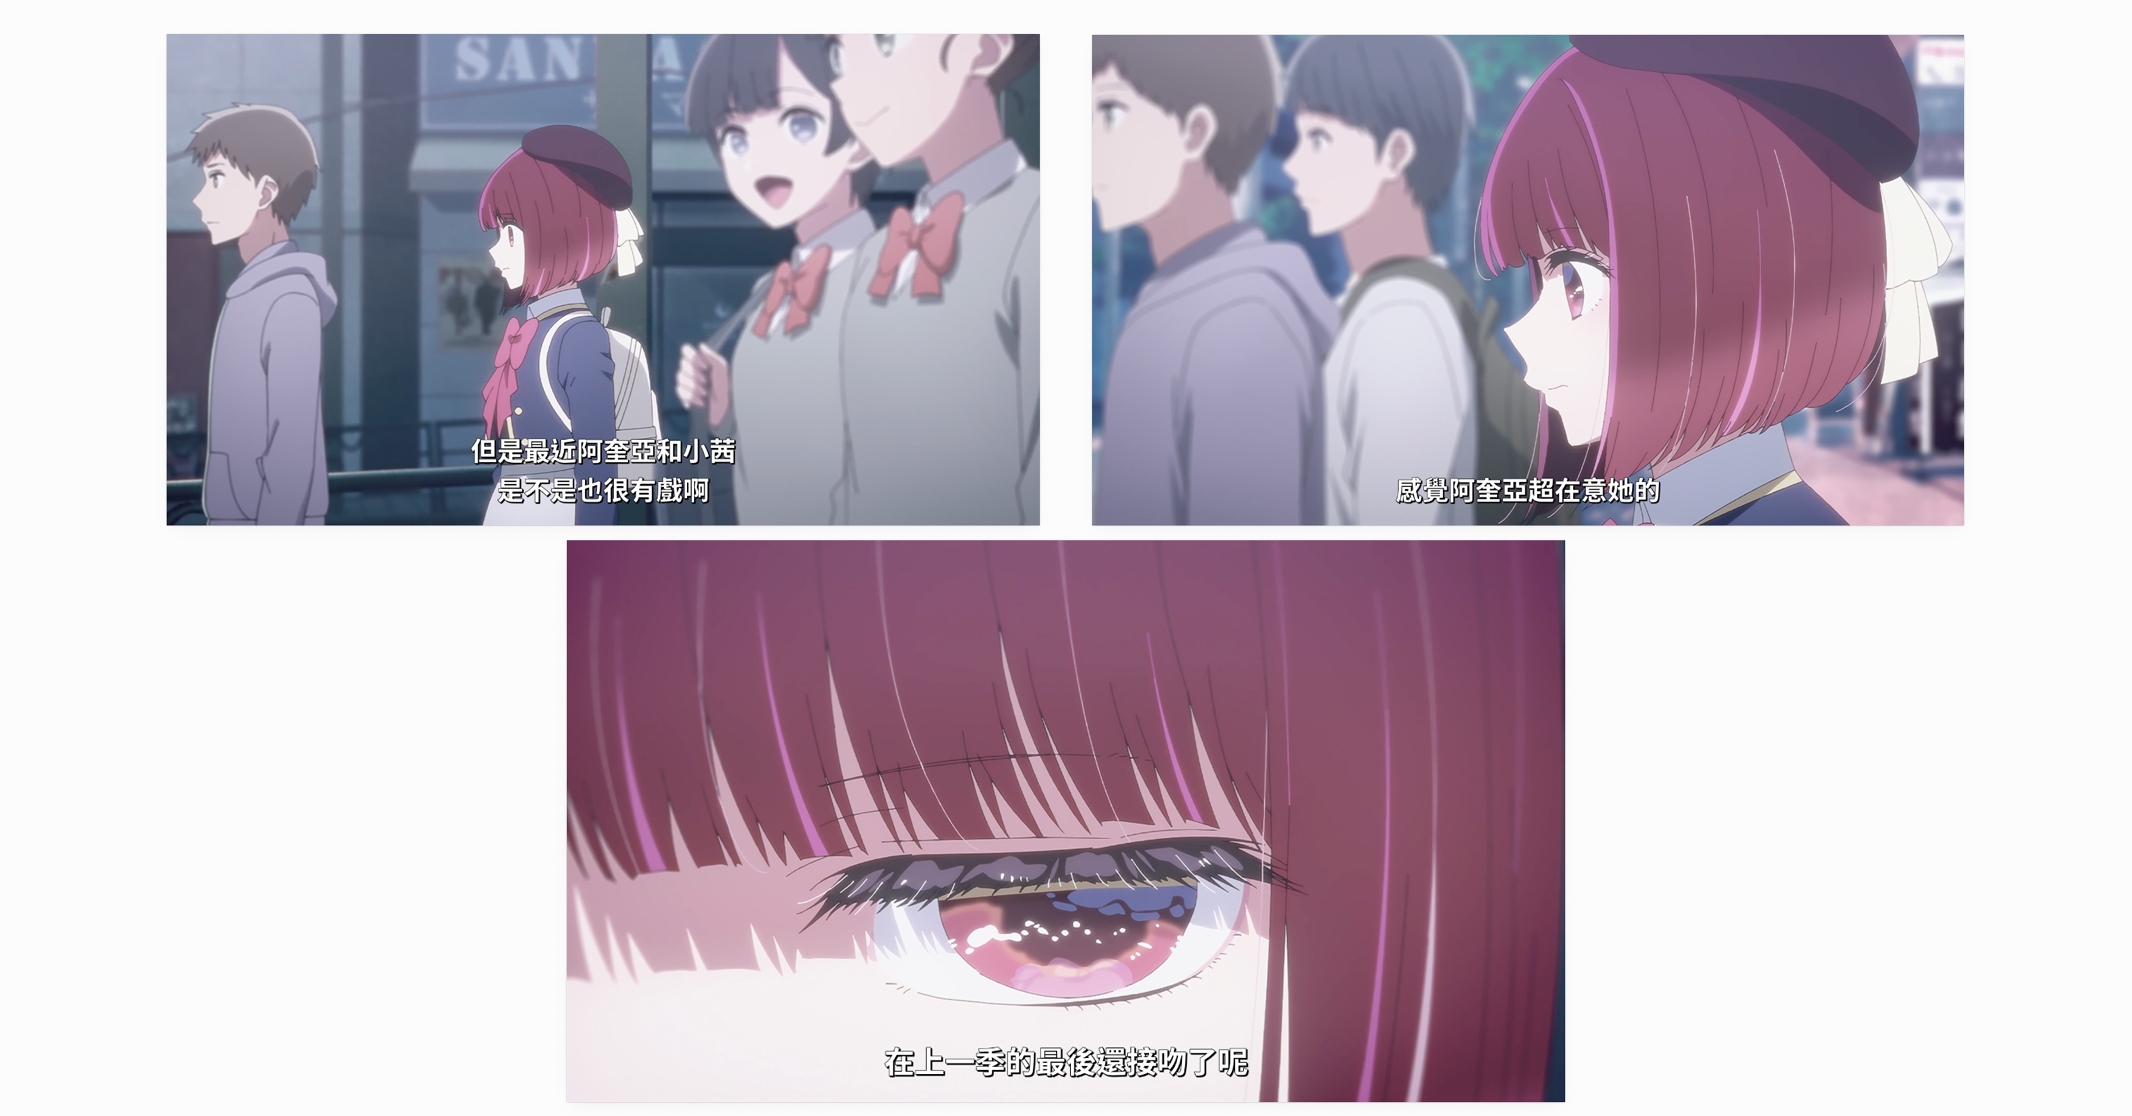 SAN A
但是最近阿奎亞和小茜
是不是也很有戲啊
感覺阿奎亞超在意她的
在上一季的最後還接吻了呢